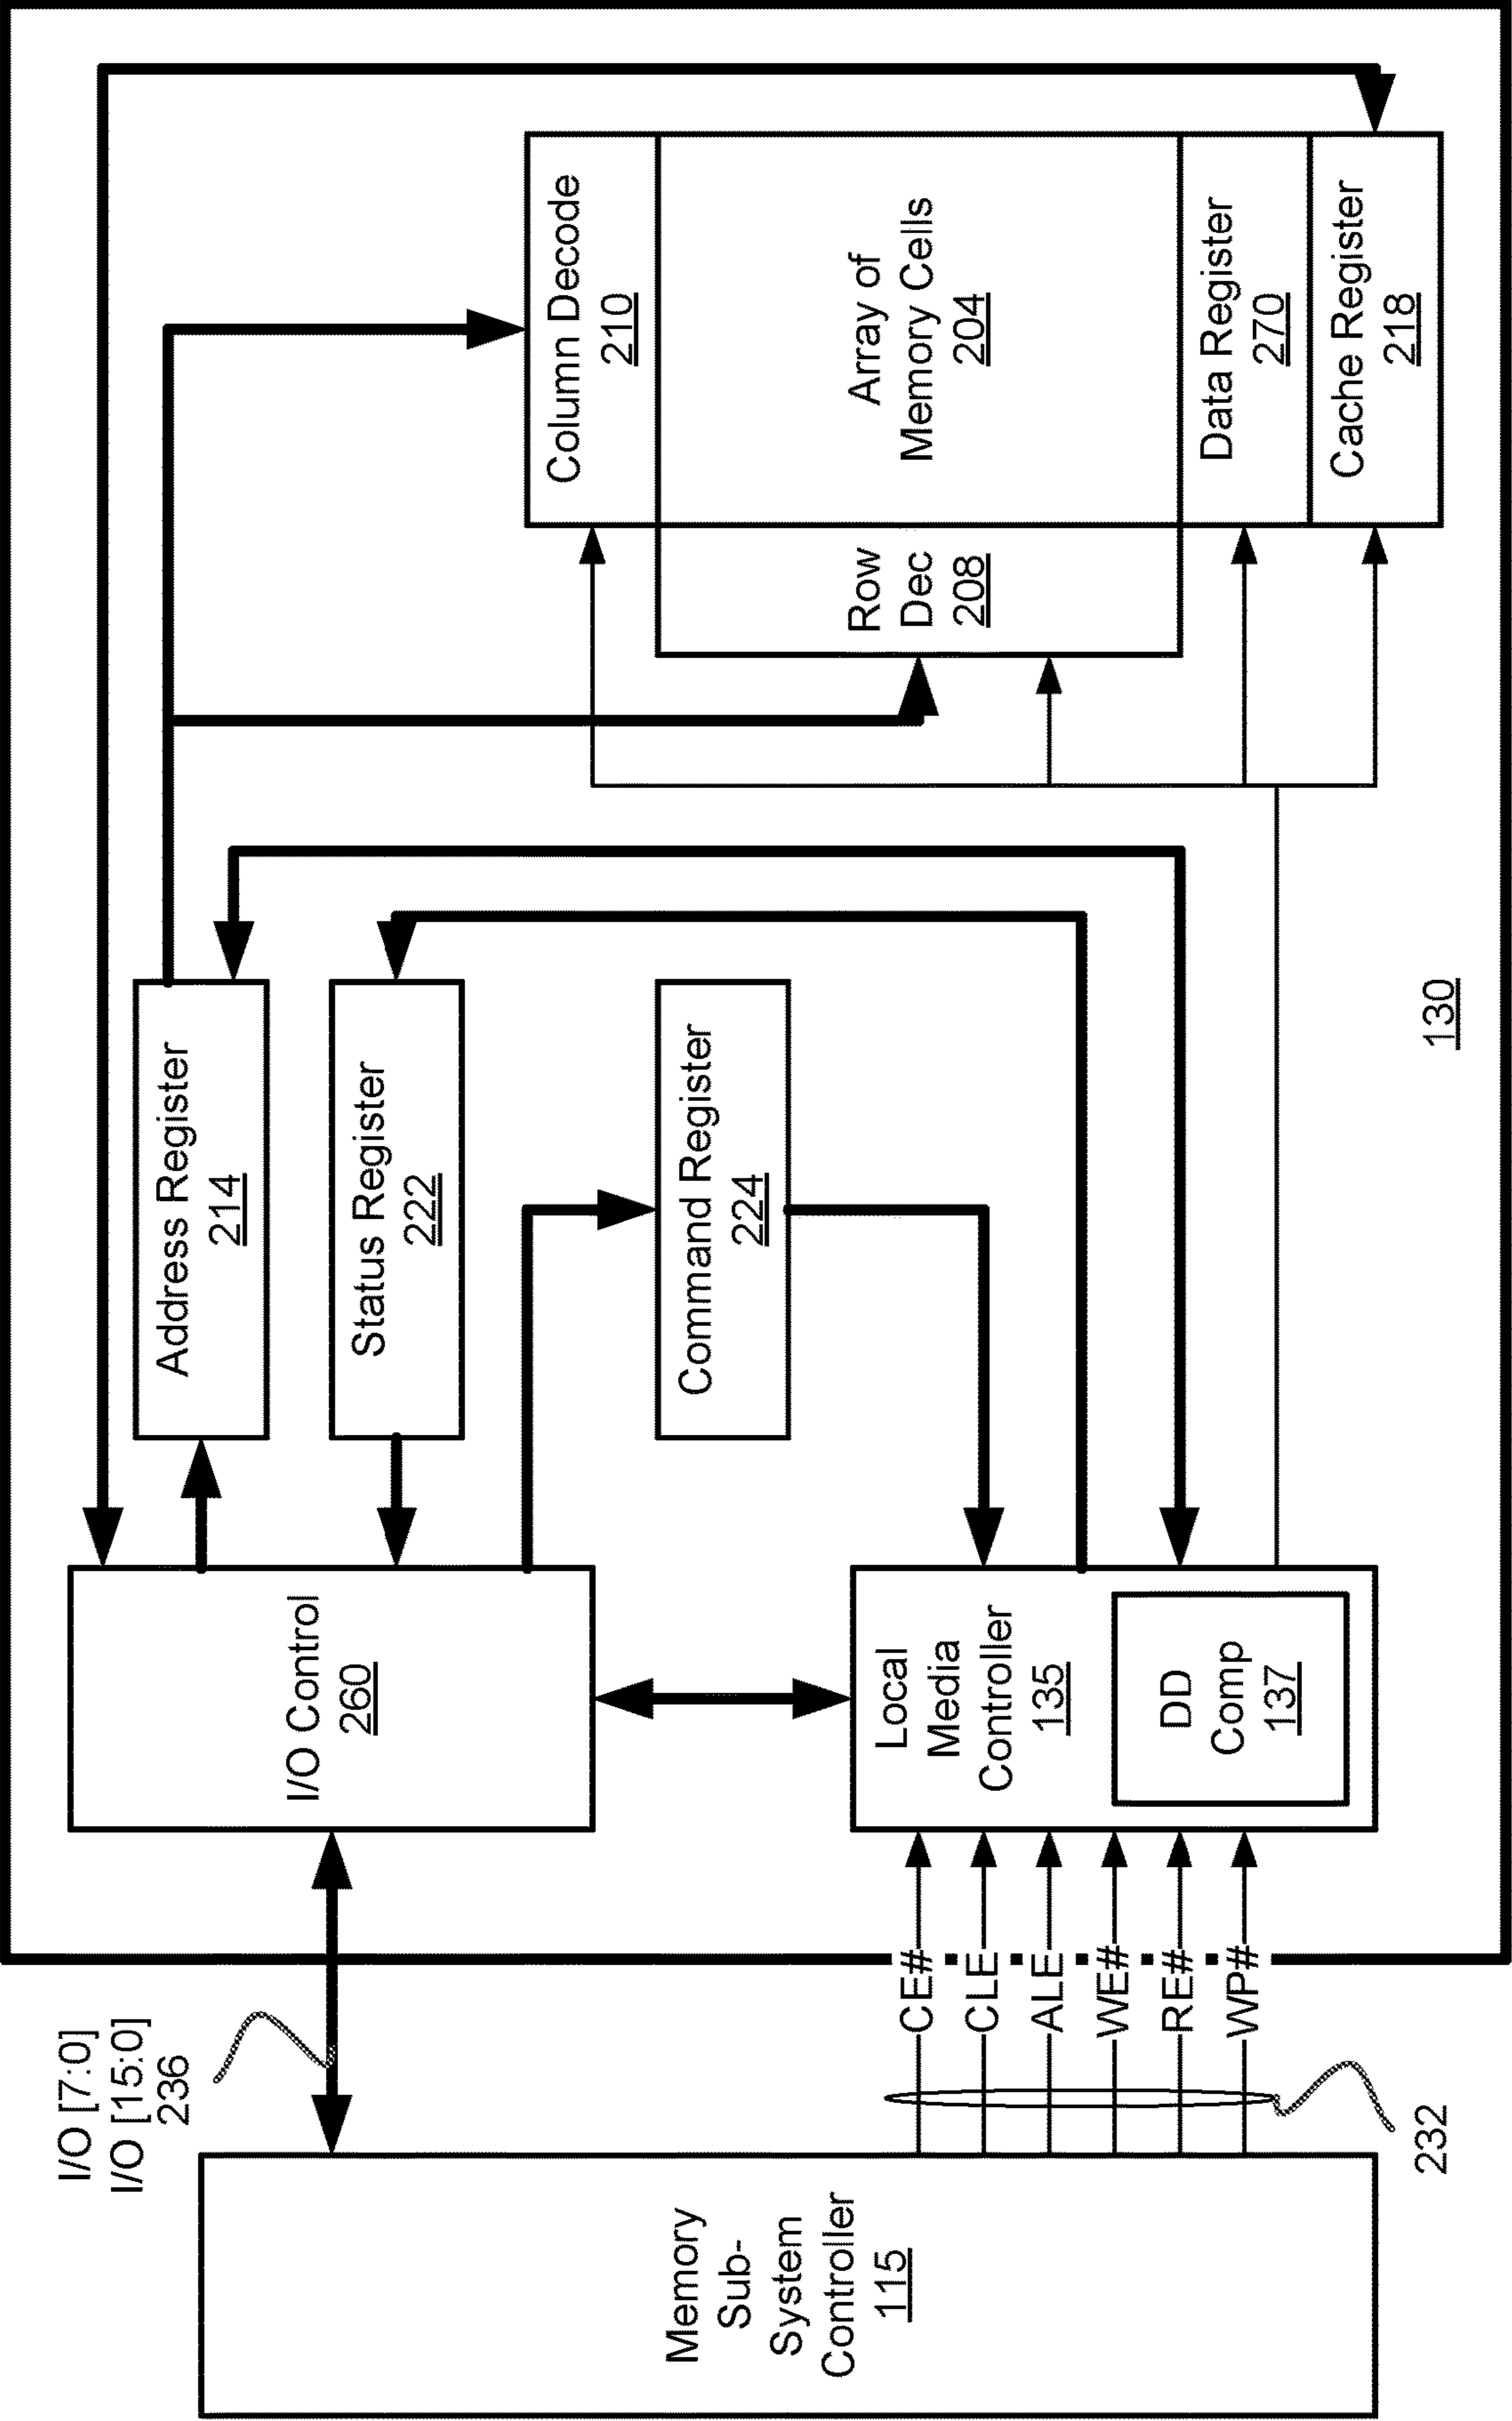 I/O [7:0]
I/O [15:0]
236
Memory
Sub-
System
Controller
115
CE#
CLE
ALE
WE#
RE#
WP#
232
I/O Control
260
Local
Media
Controller
135
DD
Comp
137
Address Register
214
Status Register
222
Command Register
224
Row
Dec
208
Column Decode
210
Array of
Memory Cells
204
Data Register
270
Cache Register
218
130